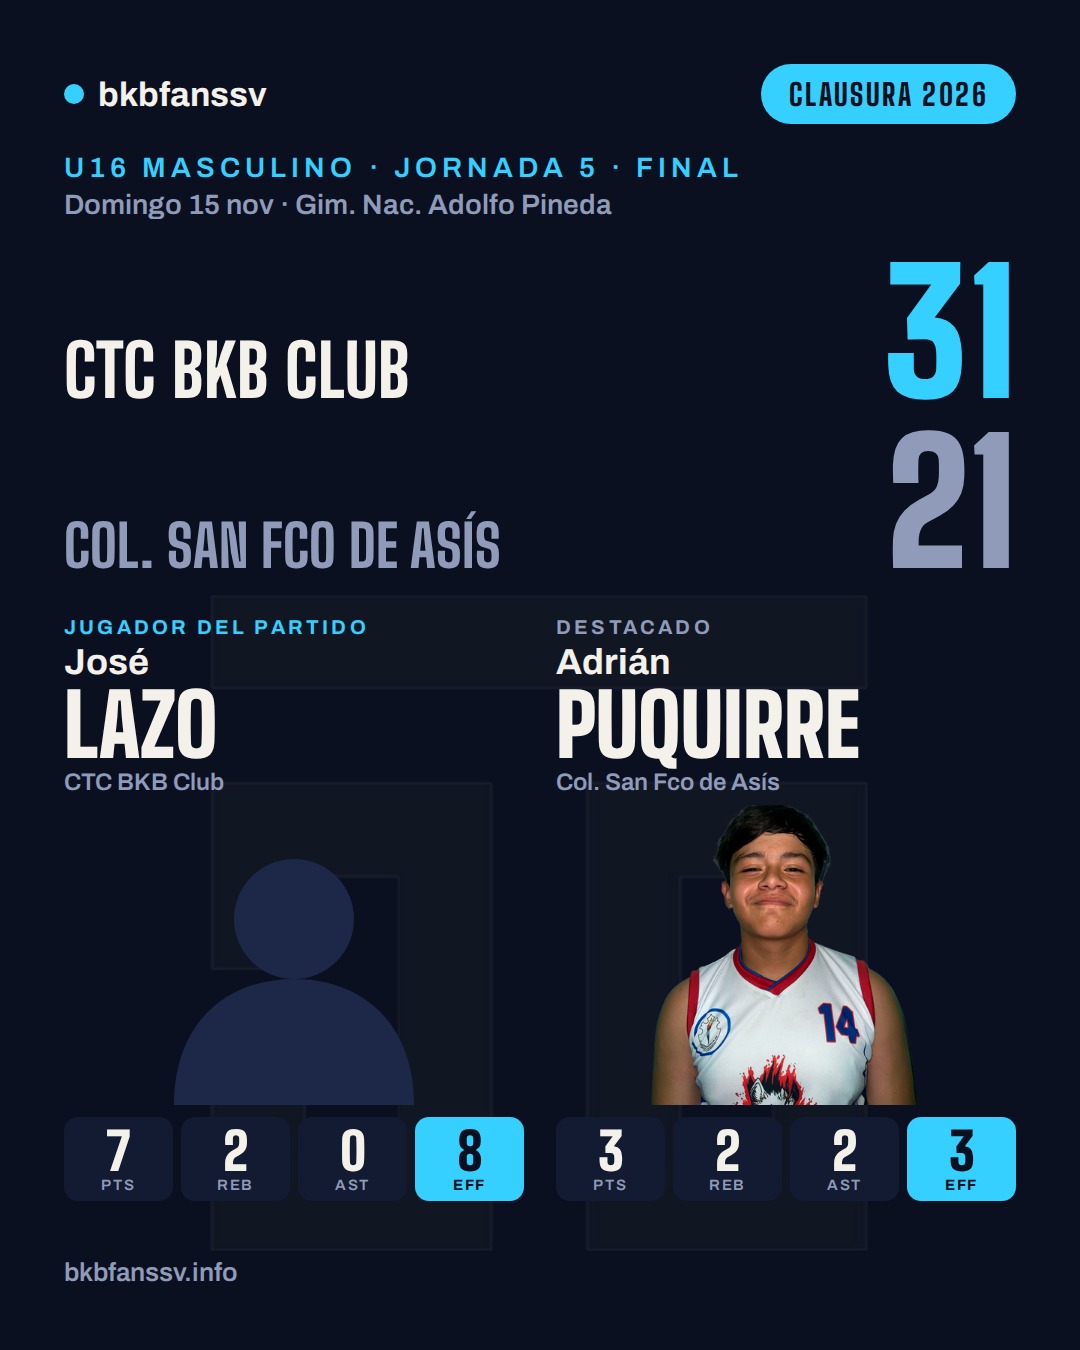 bkbfanssv
CLAUSURA 2026
U16 MASCULINO · JORNADA 5 · FINAL
Domingo 15 nov · Gim. Nac. Adolfo Pineda
31
CTC BKB CLUB
21
COL. SAN FCO DE ASÍS
JUGADOR DEL PARTIDO
José
LAZO
CTC BKB Club
DESTACADO
Adrián
PUQUIRRE
Col. San Fco de Asís
14
7 2 0 8
PTS REB AST EFF
3 2 2 3
PTS REB AST EFF
bkbfanssv.info